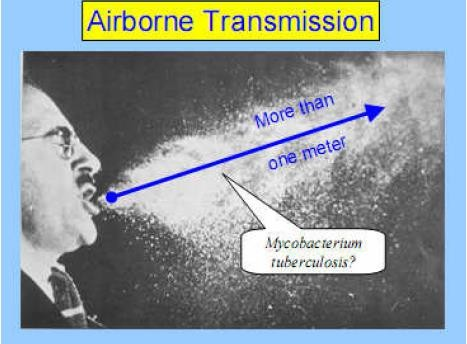 Airborne Transmission
More than
one meter
Mycobacterium
tuberculosis?